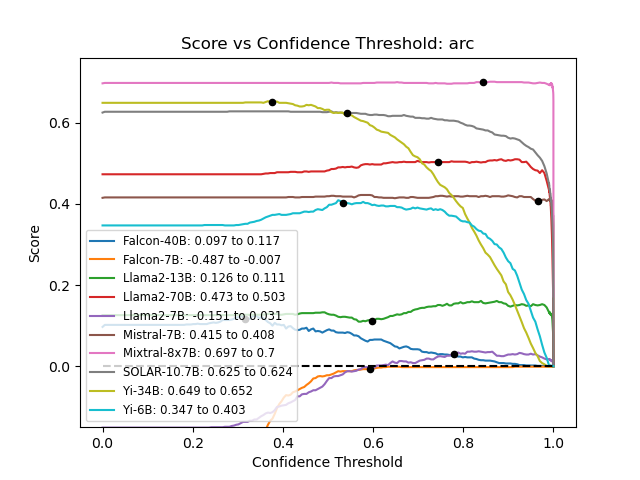 Score vs Confidence Threshold: arc
Score
0.6
0.4
0.2
0.0
Falcon-40B: 0.097 to 0.117
Falcon-7B: -0.487 to -0.007
Llama2-13B: 0.126 to 0.111
Llama2-70B: 0.473 to 0.503
Llama2-7B: -0.151 to 0.031
Mistral-7B: 0.415 to 0.408
Mixtral-8x7B: 0.697 to 0.7
SOLAR-10.7B: 0.625 to 0.624
Yi-34B: 0.649 to 0.652
Yi-6B: 0.347 to 0.403
0.0 0.2 0.4 0.6 0.8 1.0
Confidence Threshold